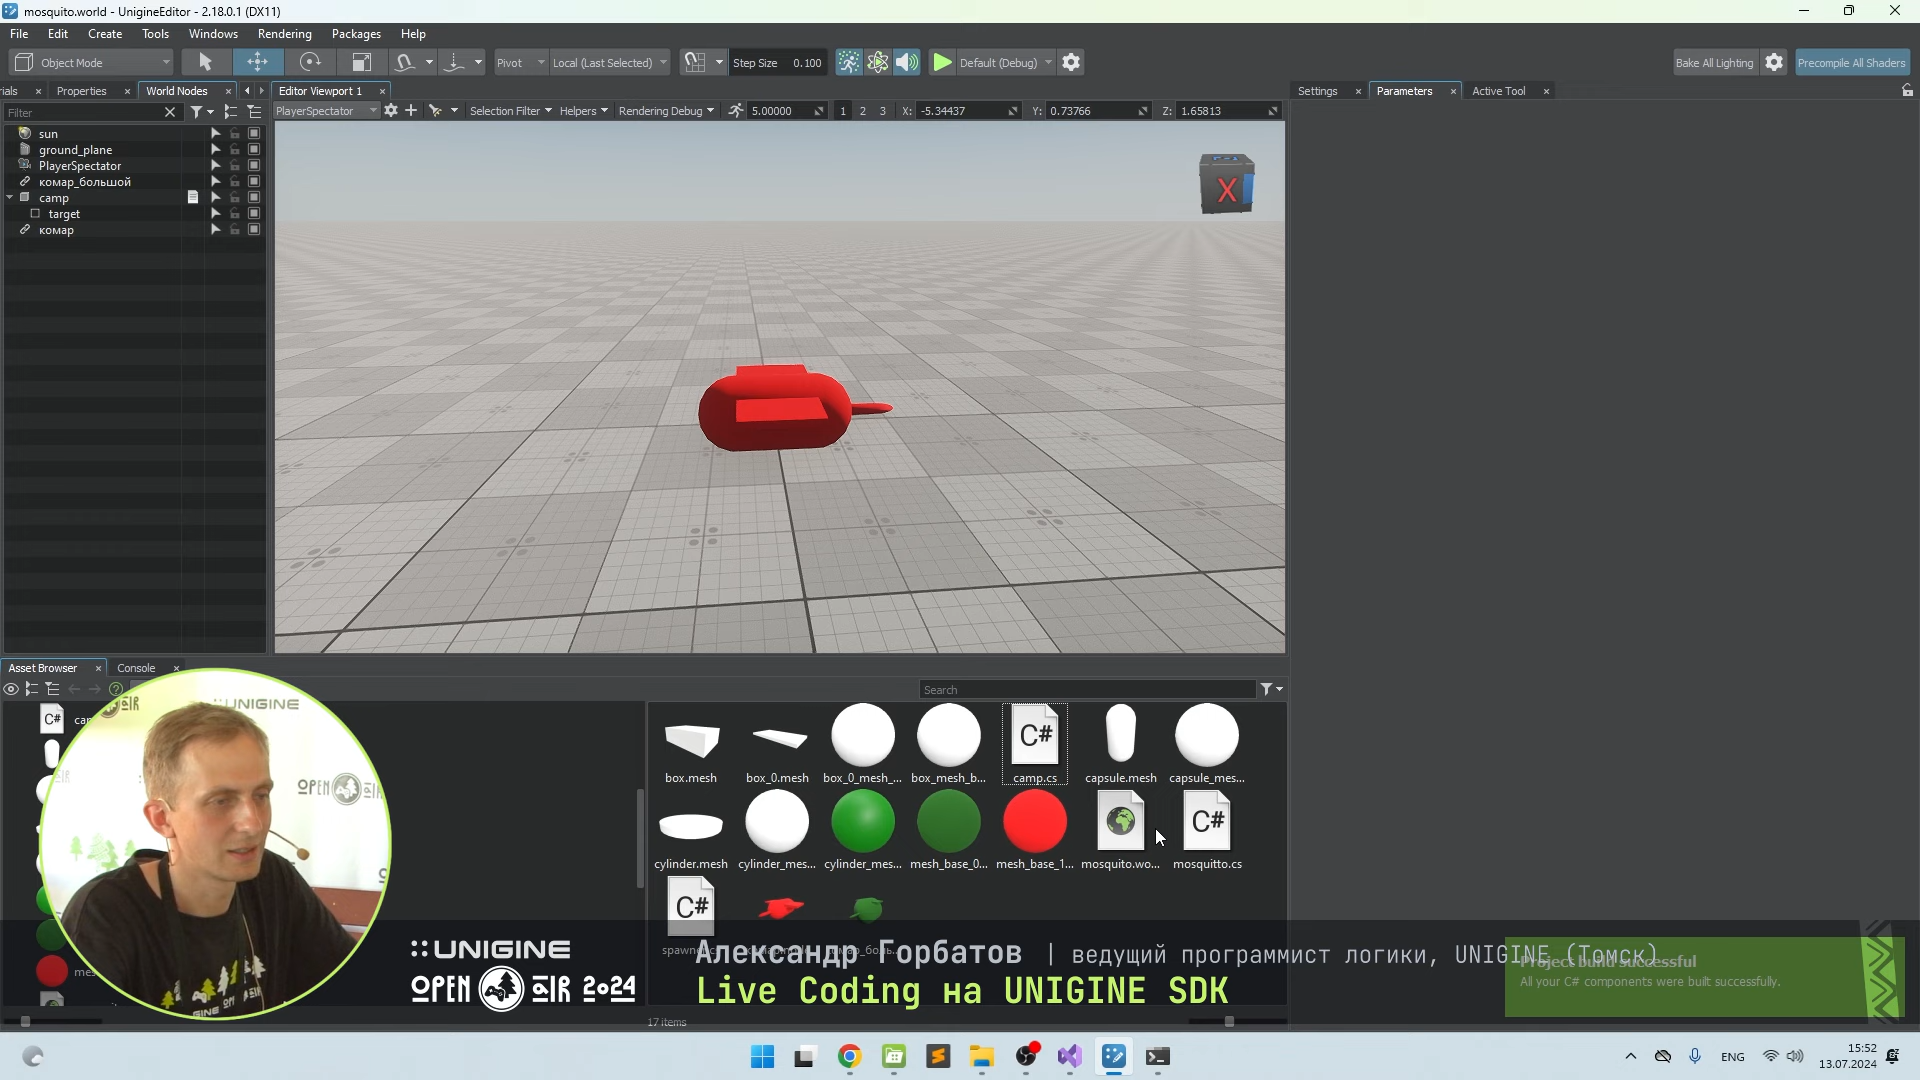 mosquito.world - UnigineEditor - 2.18.0.1 (DX11)
File Edit Create Tools Windows Rendering Packages Help
Object Mode
Pivot
Local (Last Selected)
Step Size 0.100
Default (Debug)
Bake All Lighting
Precompile All Shaders
Properties
World Nodes
Editor Viewport 1
Settings
Parameters
Active Tool
Filter
PlayerSpectator
Selection Filter
Helpers
Rendering Debug
5.00000
1 2 3
X: -5.34437
Y: 0.73766
Z: 1.65813
sun
ground_plane
PlayerSpectator
комар_большой
camp
target
комар
X
Asset Browser
Console
Search
C#
C#
box.mesh
box_0.mesh
box_0_mesh_...
box_mesh_b...
camp.cs
capsule.mesh
capsule_mes...
C#
cylinder.mesh
cylinder_mes...
cylinder_mes...
mesh_base_0...
mesh_base_1...
mosquito.wo...
mosquitto.cs
C#
UNIGINE
OPEN AIR
::UNIGINE
OPEN AIR 2024
Александр Горбатов | ведущий программист логики, UNIGINE (Томск)
Live Coding на UNIGINE SDK
Project build successful
All your C# components were built successfully.
17 items
ENG
15:52
13.07.2024